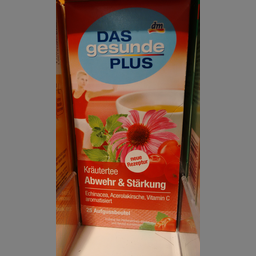 dm
DAS
gesunde
PLUS
neue
Rezeptur
Kräutertee
Abwehr & Stärkung
Echinacea, Acerolakirsche, Vitamin C
aromatisiert
20 Aufgussbeutel